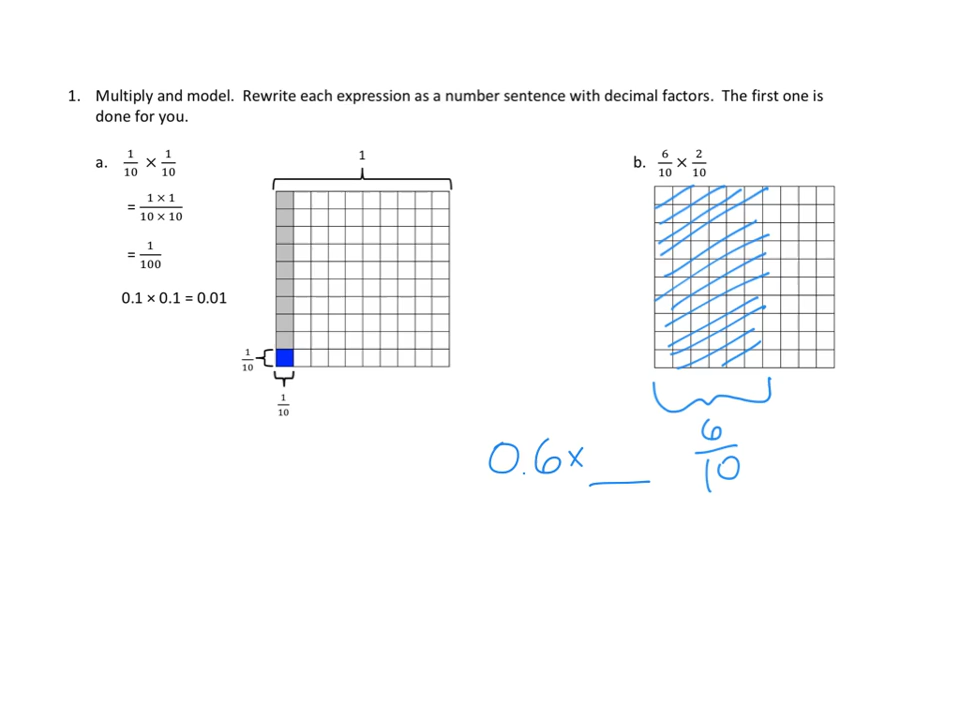 1. Multiply and model. Rewrite each expression as a number sentence with decimal factors. The first one is
done for you.
a. 1/10 × 1/10
= 1 × 1/10 × 10
= 1/100
0.1 × 0.1 = 0.01
1
1/10
1/10
b. 6/10 × 2/10
6/10
0.6 x __